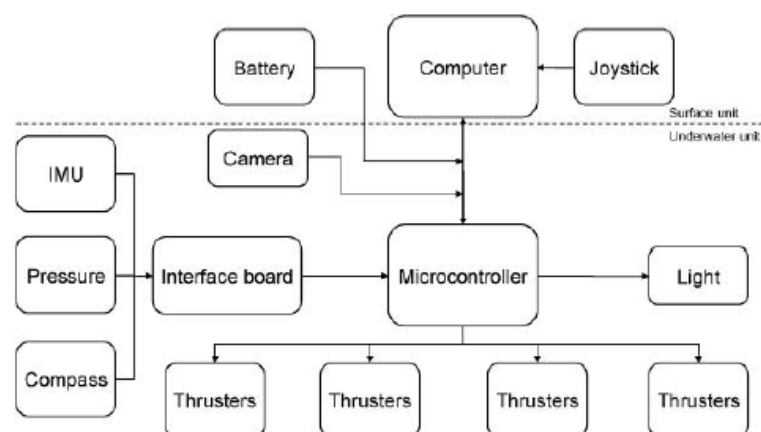 Battery
Computer
Joystick
Surface unit
Underwater unit
Camera
IMU
Pressure
Interface board
Microcontroller
Light
Compass
Thrusters
Thrusters
Thrusters
Thrusters